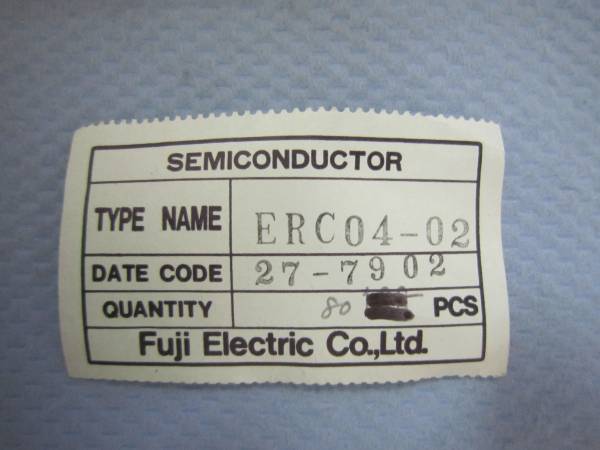 SEMICONDUCTOR
TYPE NAME ERC04-02
DATE CODE 27-7902
QUANTITY 80 PCS
Fuji Electric Co.,Ltd.